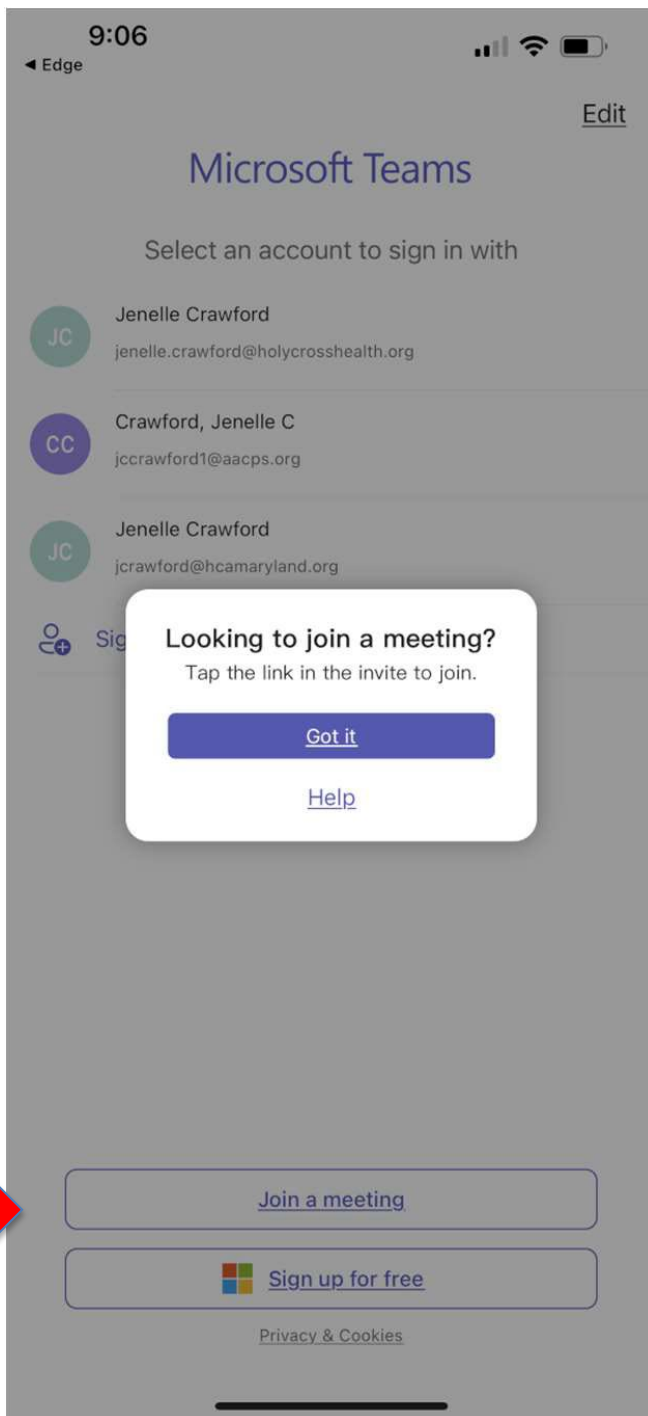 9:06
◄ Edge
Edit
Microsoft Teams
Select an account to sign in with
JC
Jenelle Crawford
jenelle.crawford@holycrosshealth.org
CC
Crawford, Jenelle C
jccrawford1@aacps.org
JC
Jenelle Crawford
jcrawford@hcamaryland.org
Sig
Looking to join a meeting?
Tap the link in the invite to join.
Got it
Help
Join a meeting
Sign up for free
Privacy & Cookies